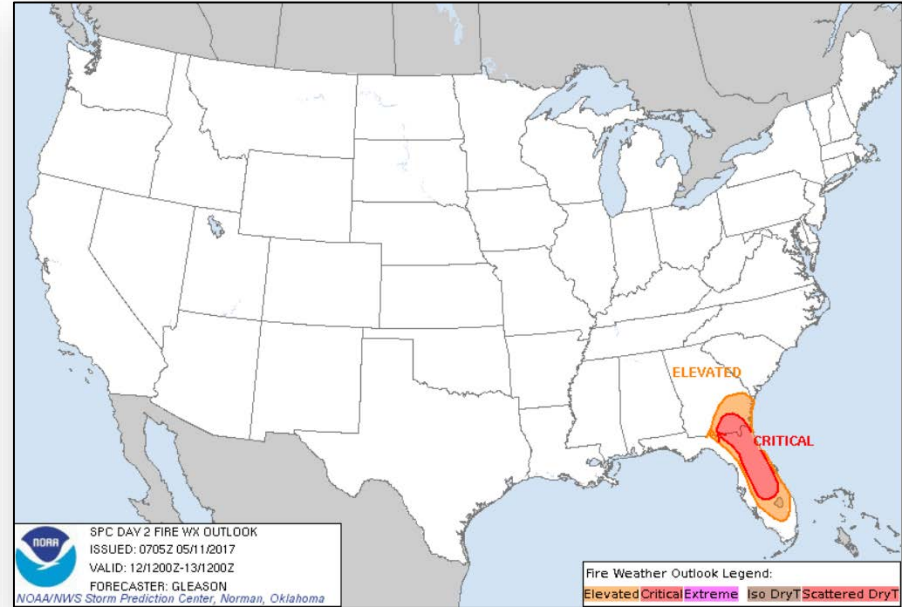 ELEVATED
CRITICAL
NOAA
SPC DAY 2 FIRE WX OUTLOOK
ISSUED: 0705Z 05/11/2017
VALID: 12/1200Z-13/1200Z
FORECASTER: GLEASON
NOAA/NWS Storm Prediction Center, Norman, Oklahoma
Fire Weather Outlook Legend:
Elevated Critical Extreme Iso DryT Scattered DryT